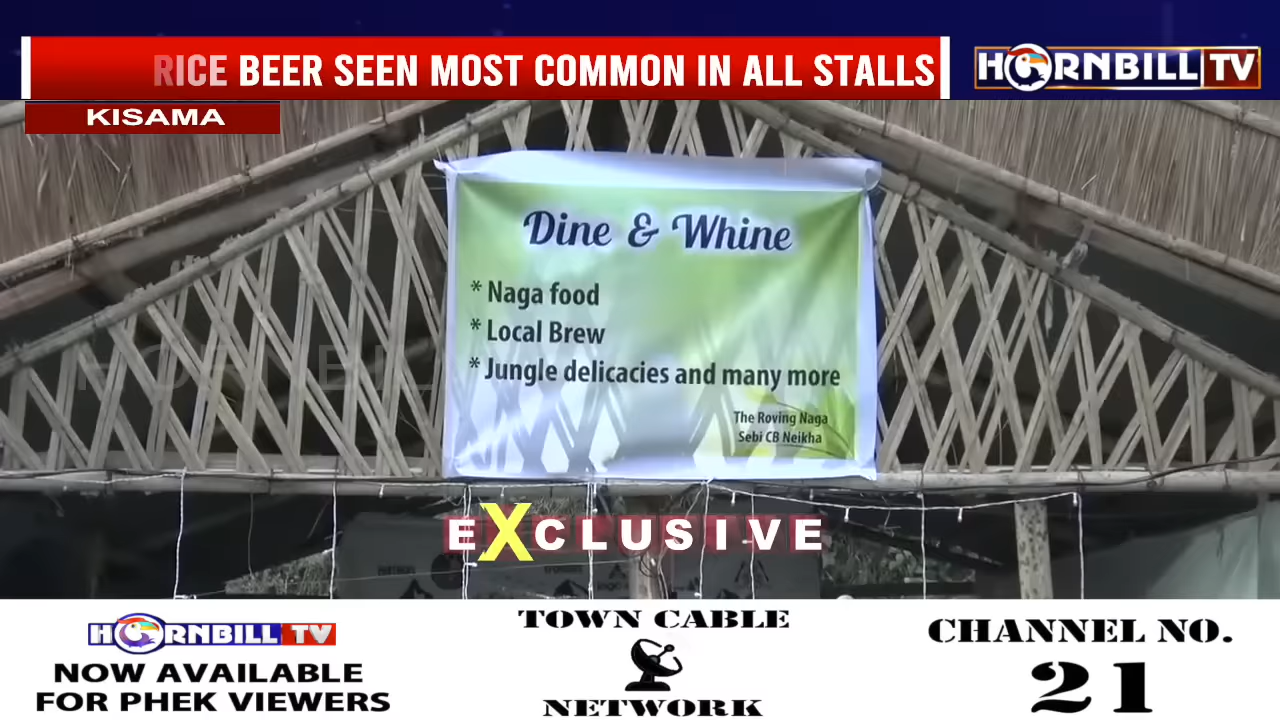 RICE BEER SEEN MOST COMMON IN ALL STALLS
HORNBILL TV
KISAMA
Dine & Whine
* Naga food
* Local Brew
* Jungle delicacies and many more
The Roving Naga
Sebi CB Neikha
HORNBILL
EXCLUSIVE
HORNBILL TV
NOW AVAILABLE
FOR PHEK VIEWERS
TOWN CABLE
NETWORK
CHANNEL NO.
21